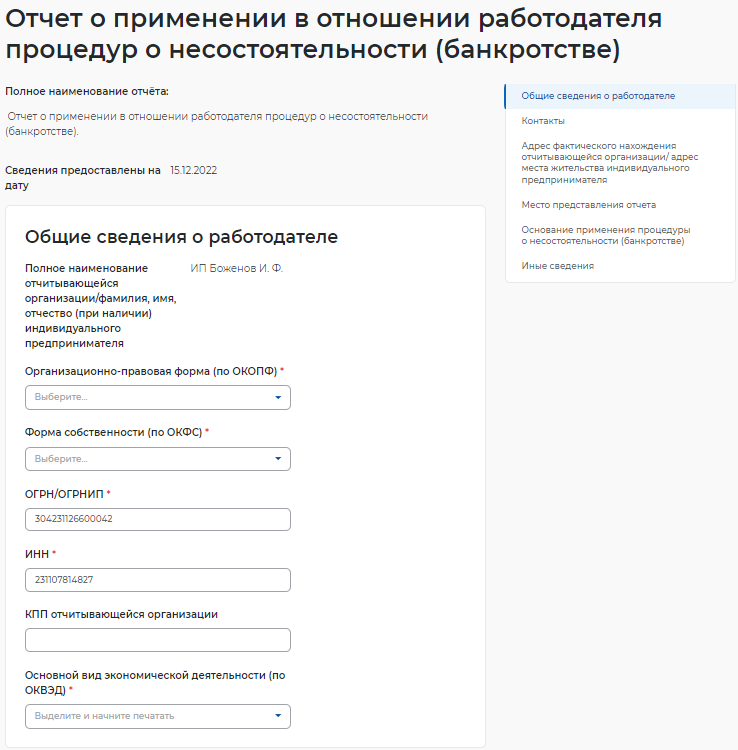 Отчет о применении в отношении работодателя
процедур о несостоятельности (банкротстве)
Полное наименование отчёта:
Отчет о применении в отношении работодателя процедур о несостоятельности
(банкротстве).
Сведения предоставлены на 15.12.2022
дату
Общие сведения о работодателе
Полное наименование ИП Боженов И. Ф.
отчитывающейся
организации/фамилия, имя,
отчество (при наличии)
индивидуального
предпринимателя
Организационно-правовая форма (по ОКОПФ) *
Выберите...
Форма собственности (по ОКФС) *
Выберите...
ОГРН/ОГРНИП *
304231126600042
ИНН *
231107814827
КПП отчитывающейся организации
Основной вид экономической деятельности (по
ОКВЭД) *
Выделите и начните печатать
Общие сведения о работодателе
Контакты
Адрес фактического нахождения
отчитывающейся организации/ адрес
места жительства индивидуального
предпринимателя
Место представления отчета
Основание применения процедуры
о несостоятельности (банкротстве)
Иные сведения